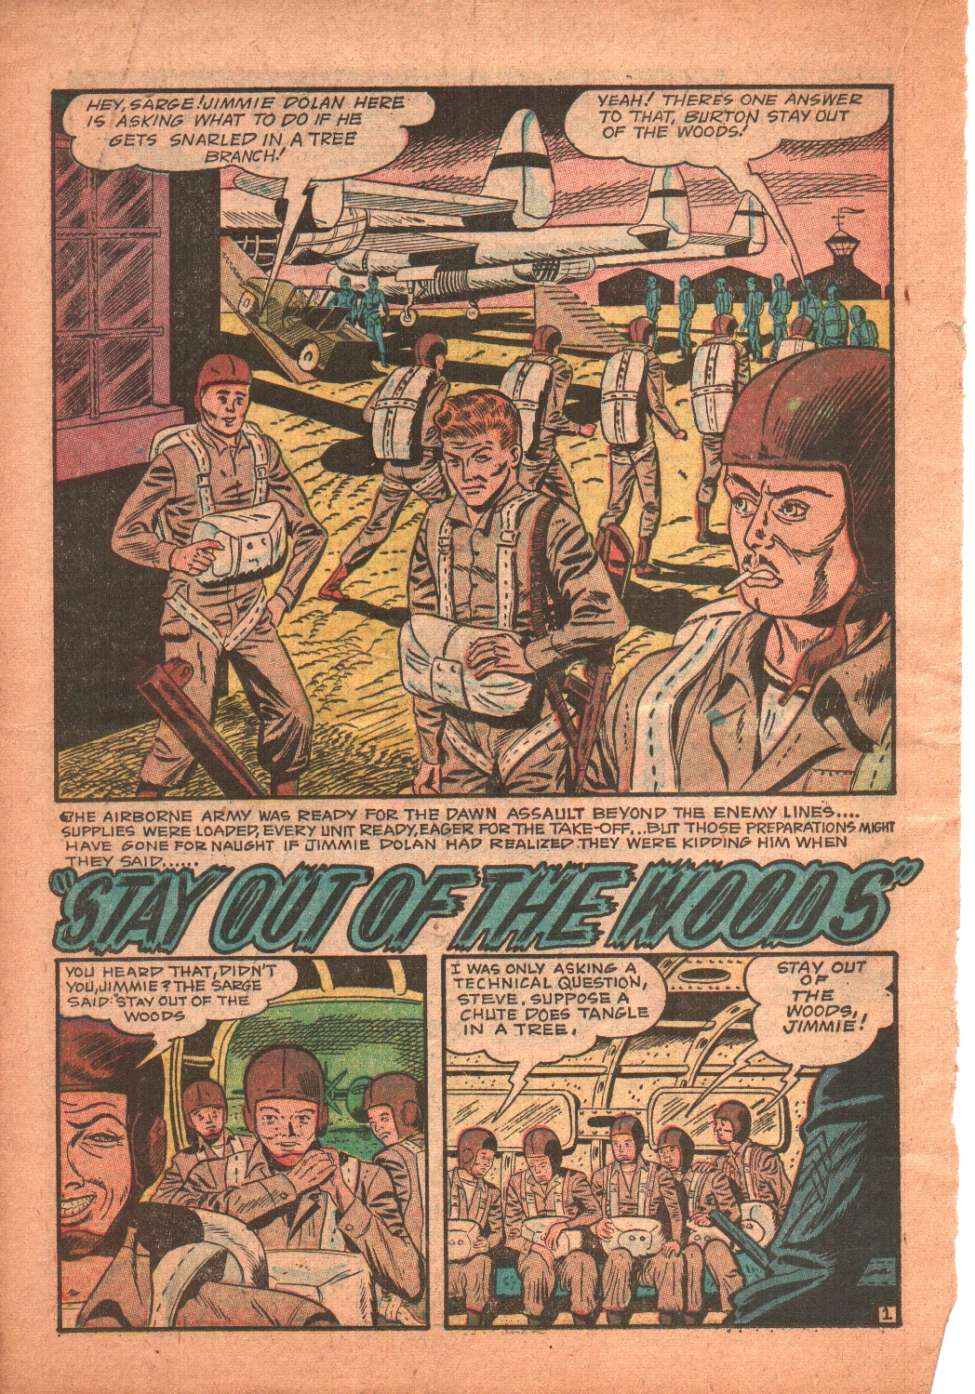 HEY, SARGE! JIMMIE DOLAN HERE
IS ASKING WHAT TO DO IF HE
GETS SNARLED IN A TREE
BRANCH!
YEAH! THERE'S ONE ANSWER
TO THAT, BURTON STAY OUT
OF THE WOODS!
THE AIRBORNE ARMY WAS READY FOR THE DAWN ASSAULT BEYOND THE ENEMY LINES....
SUPPLIES WERE LOADED, EVERY UNIT READY, EAGER FOR THE TAKE-OFF... BUT THOSE PREPARATIONS MIGHT
HAVE GONE FOR NAUGHT IF JIMMIE DOLAN HAD REALIZED THEY WERE KIDDING HIM WHEN
THEY SAID......
"STAY OUT OF THE WOODS"
YOU HEARD THAT, DIDN'T
YOU, JIMMIE? THE SARGE
SAID: STAY OUT OF THE
WOODS
I WAS ONLY ASKING A
TECHNICAL QUESTION,
STEVE. SUPPOSE A
CHUTE DOES TANGLE
IN A TREE.
STAY OUT
OF
THE
WOODS,
JIMMIE!
1